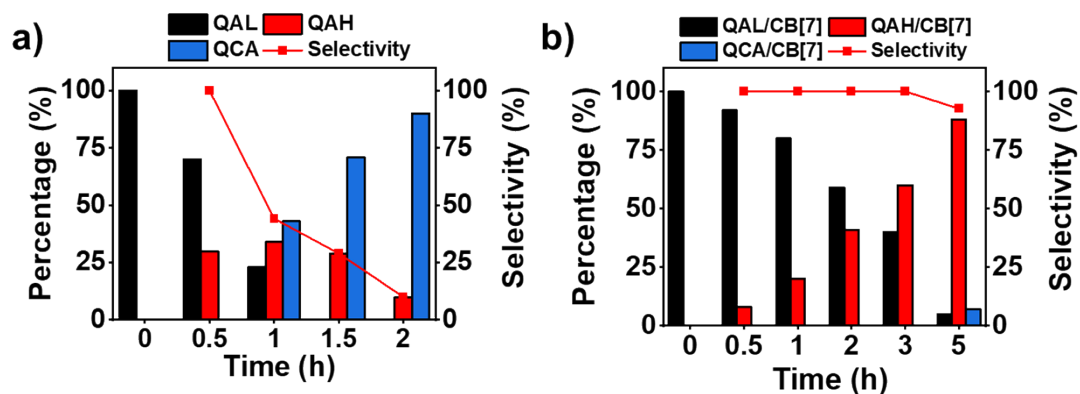 a)
QAL QAH
QCA Selectivity
Percentage (%)
100
75
50
25
0
0 0.5 1 1.5 2
Time (h)
100
75
50
25
0
Selectivity (%)
b)
QAL/CB[7] QAH/CB[7]
QCA/CB[7] Selectivity
Percentage (%)
100
75
50
25
0
0 0.5 1 2 3 5
Time (h)
100
75
50
25
0
Selectivity (%)